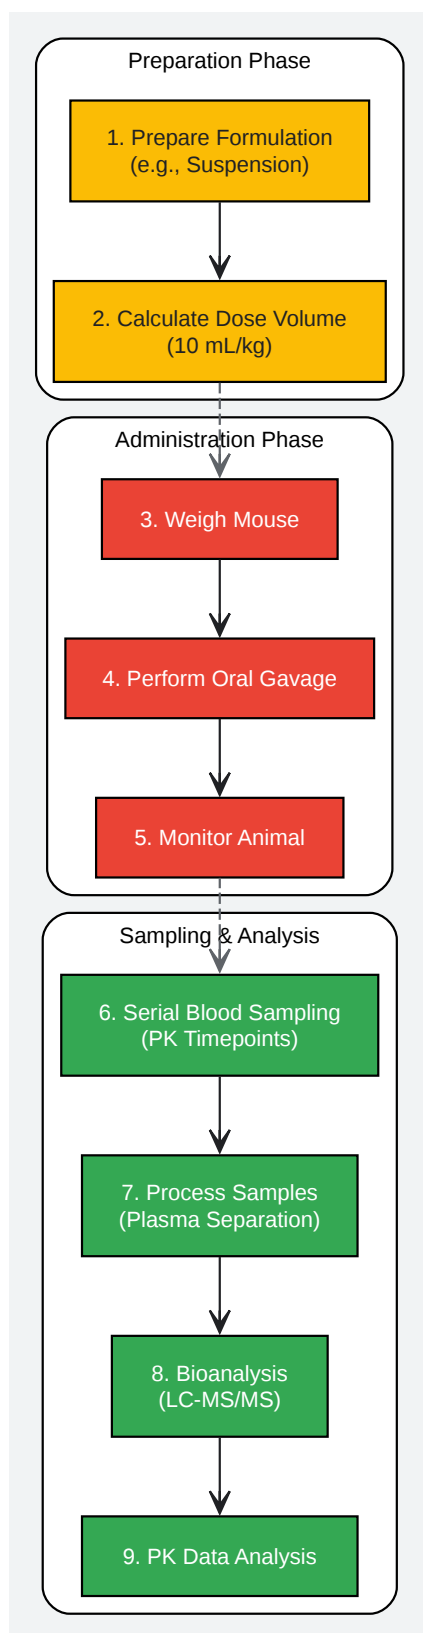 Preparation Phase
1. Prepare Formulation
(e.g., Suspension)
2. Calculate Dose Volume
(10 mL/kg)
Administration Phase
3. Weigh Mouse
4. Perform Oral Gavage
5. Monitor Animal
Sampling & Analysis
6. Serial Blood Sampling
(PK Timepoints)
7. Process Samples
(Plasma Separation)
8. Bioanalysis
(LC-MS/MS)
9. PK Data Analysis